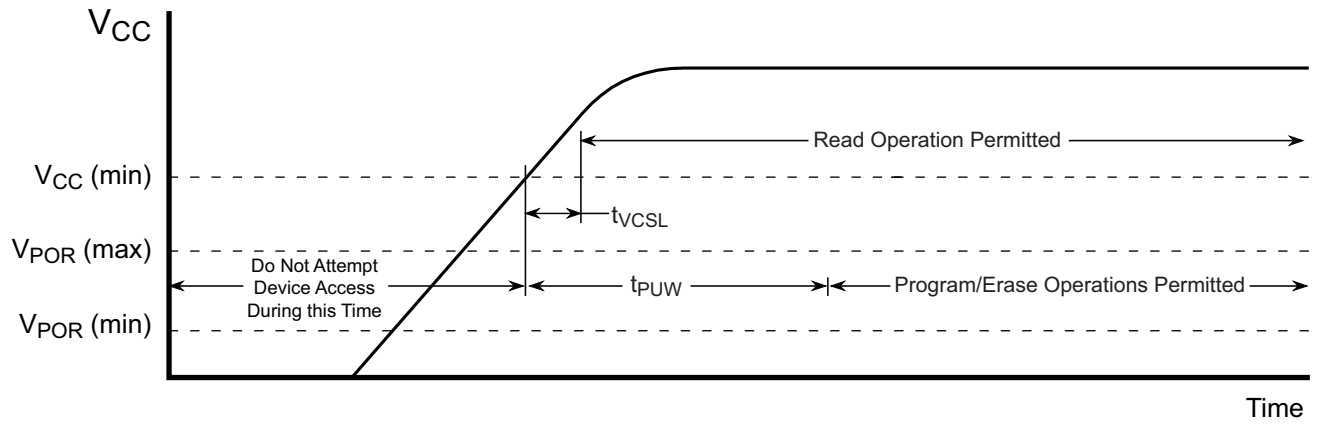 VCC
Read Operation Permitted
VCC (min)
tVCSL
VPOR (max)
Do Not Attempt
Device Access
During this Time
tPUW
Program/Erase Operations Permitted
VPOR (min)
Time